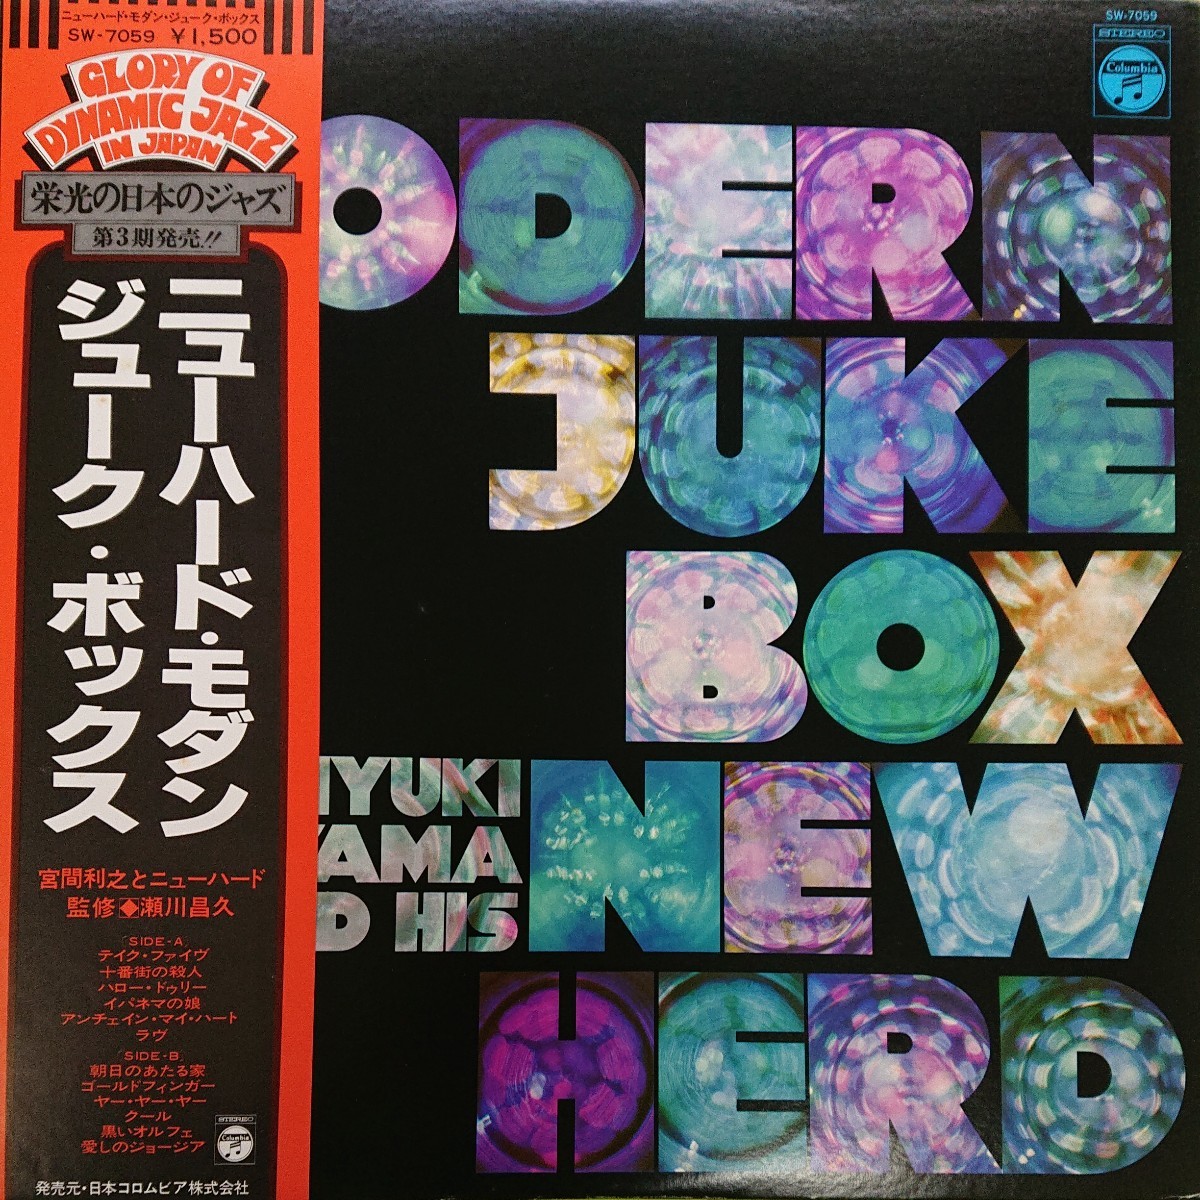 ニューハード・モダン・ジューク・ボックス
SW-7059 ¥1,500
GLORY OF
DYNAMIC JAZZ
IN JAPAN
栄光の日本のジャズ
第3期発売!!
ニューハード・モダン
ジューク・ボックス
宮間利之とニューハード
監修◆瀬川昌久
「SIDE-A」
テイク・ファイヴ
十番街の殺人
ハロー・ドゥリー
イパネマの娘
アンチェイン・マイ・ハート
ラヴ
「SIDE-B」
朝日のあたる家
ゴールドフィンガー
ヤー・ヤー・ヤー
クール
黒いオルフェ
愛しのジョージア
STEREO
Columbia
発売元・日本コロムビア株式会社
SW-7059
STEREO
Columbia
ODERN
JUKE
BOX
IYUKI
YAMA
D HIS
NEW
HERD